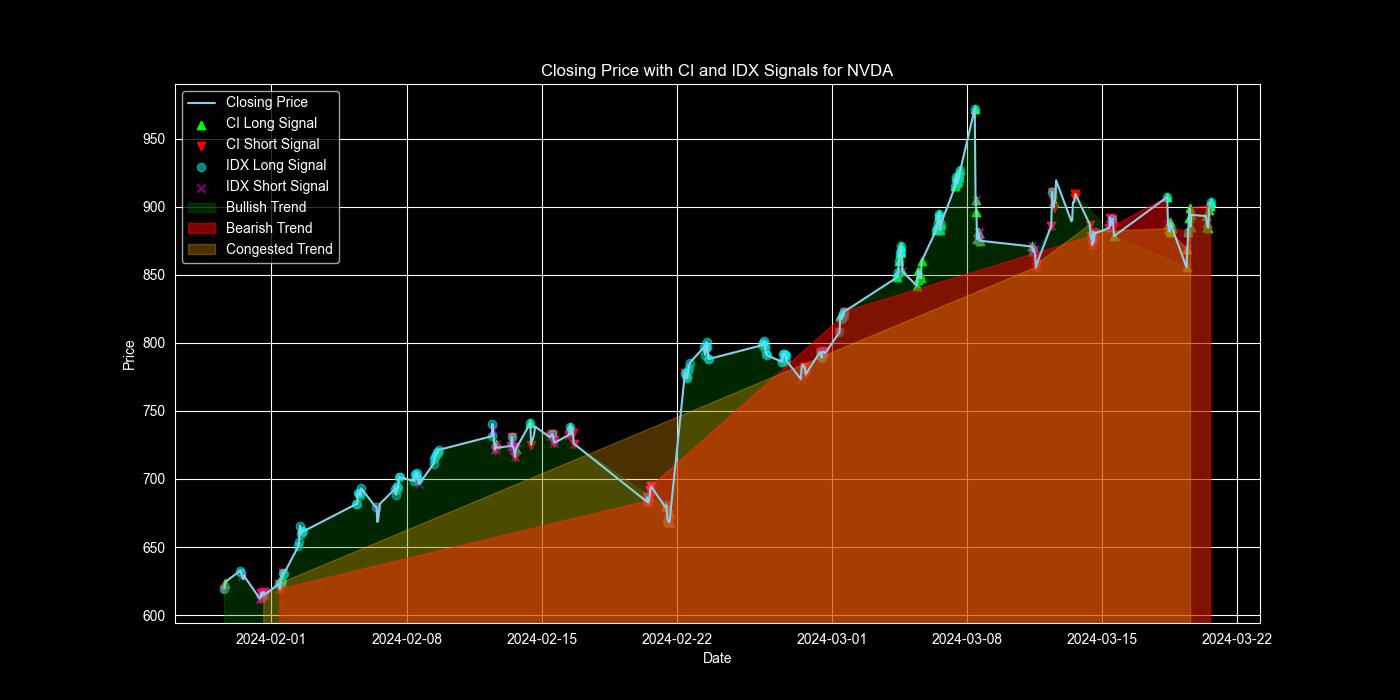 Closing Price with CI and IDX Signals for NVDA
Closing Price
CI Long Signal
CI Short Signal
IDX Long Signal
IDX Short Signal
Bullish Trend
Bearish Trend
Congested Trend
Price
950
900
850
800
750
700
650
600
2024-02-01 2024-02-08 2024-02-15 2024-02-22 2024-03-01 2024-03-08 2024-03-15 2024-03-22
Date